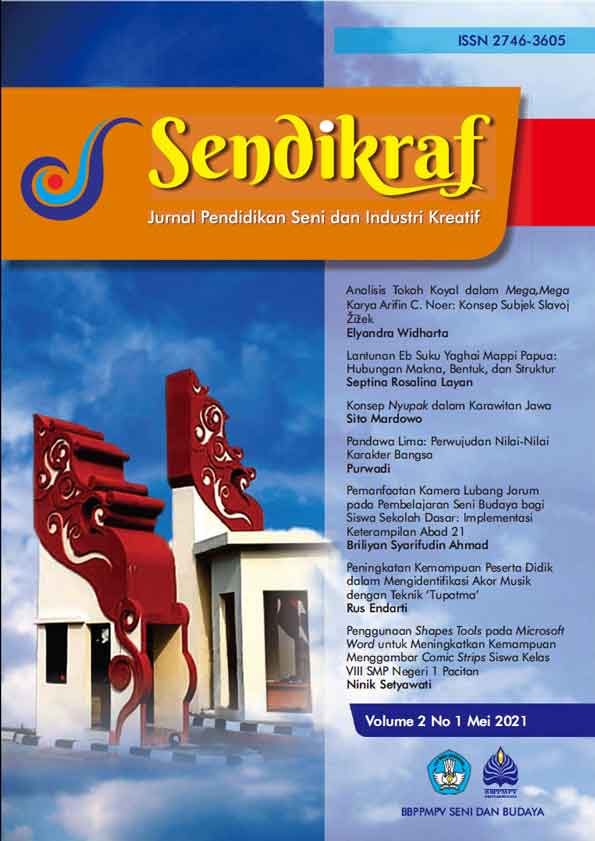 ISSN 2746-3605
Sendikraf
Jurnal Pendidikan Seni dan Industri Kreatif
Analisis Tokoh Koyal dalam Mega,Mega
Karya Arifin C. Noer: Konsep Subjek Slavoj
Žižek
Elyandra Widharta
Lantunan Eb Suku Yaghai Mappi Papua:
Hubungan Makna, Bentuk, dan Struktur
Septina Rosalina Layan
Konsep Nyupak dalam Karawitan Jawa
Sito Mardowo
Pandawa Lima: Perwujudan Nilai-Nilai
Karakter Bangsa
Purwadi
Pemanfaatan Kamera Lubang Jarum
pada Pembelajaran Seni Budaya bagi
Siswa Sekolah Dasar: Implementasi
Keterampilan Abad 21
Briliyan Syarifudin Ahmad
Peningkatan Kemampuan Peserta Didik
dalam Mengidentifikasi Akor Musik
dengan Teknik ‘Tupatma’
Rus Endarti
Penggunaan Shapes Tools pada Microsoft
Word untuk Meningkatkan Kemampuan
Menggambar Comic Strips Siswa Kelas
VIII SMP Negeri 1 Pacitan
Ninik Setyawati
Volume 2 No 1 Mei 2021
BBPPMPV
BBPPMPV SENI DAN BUDAYA